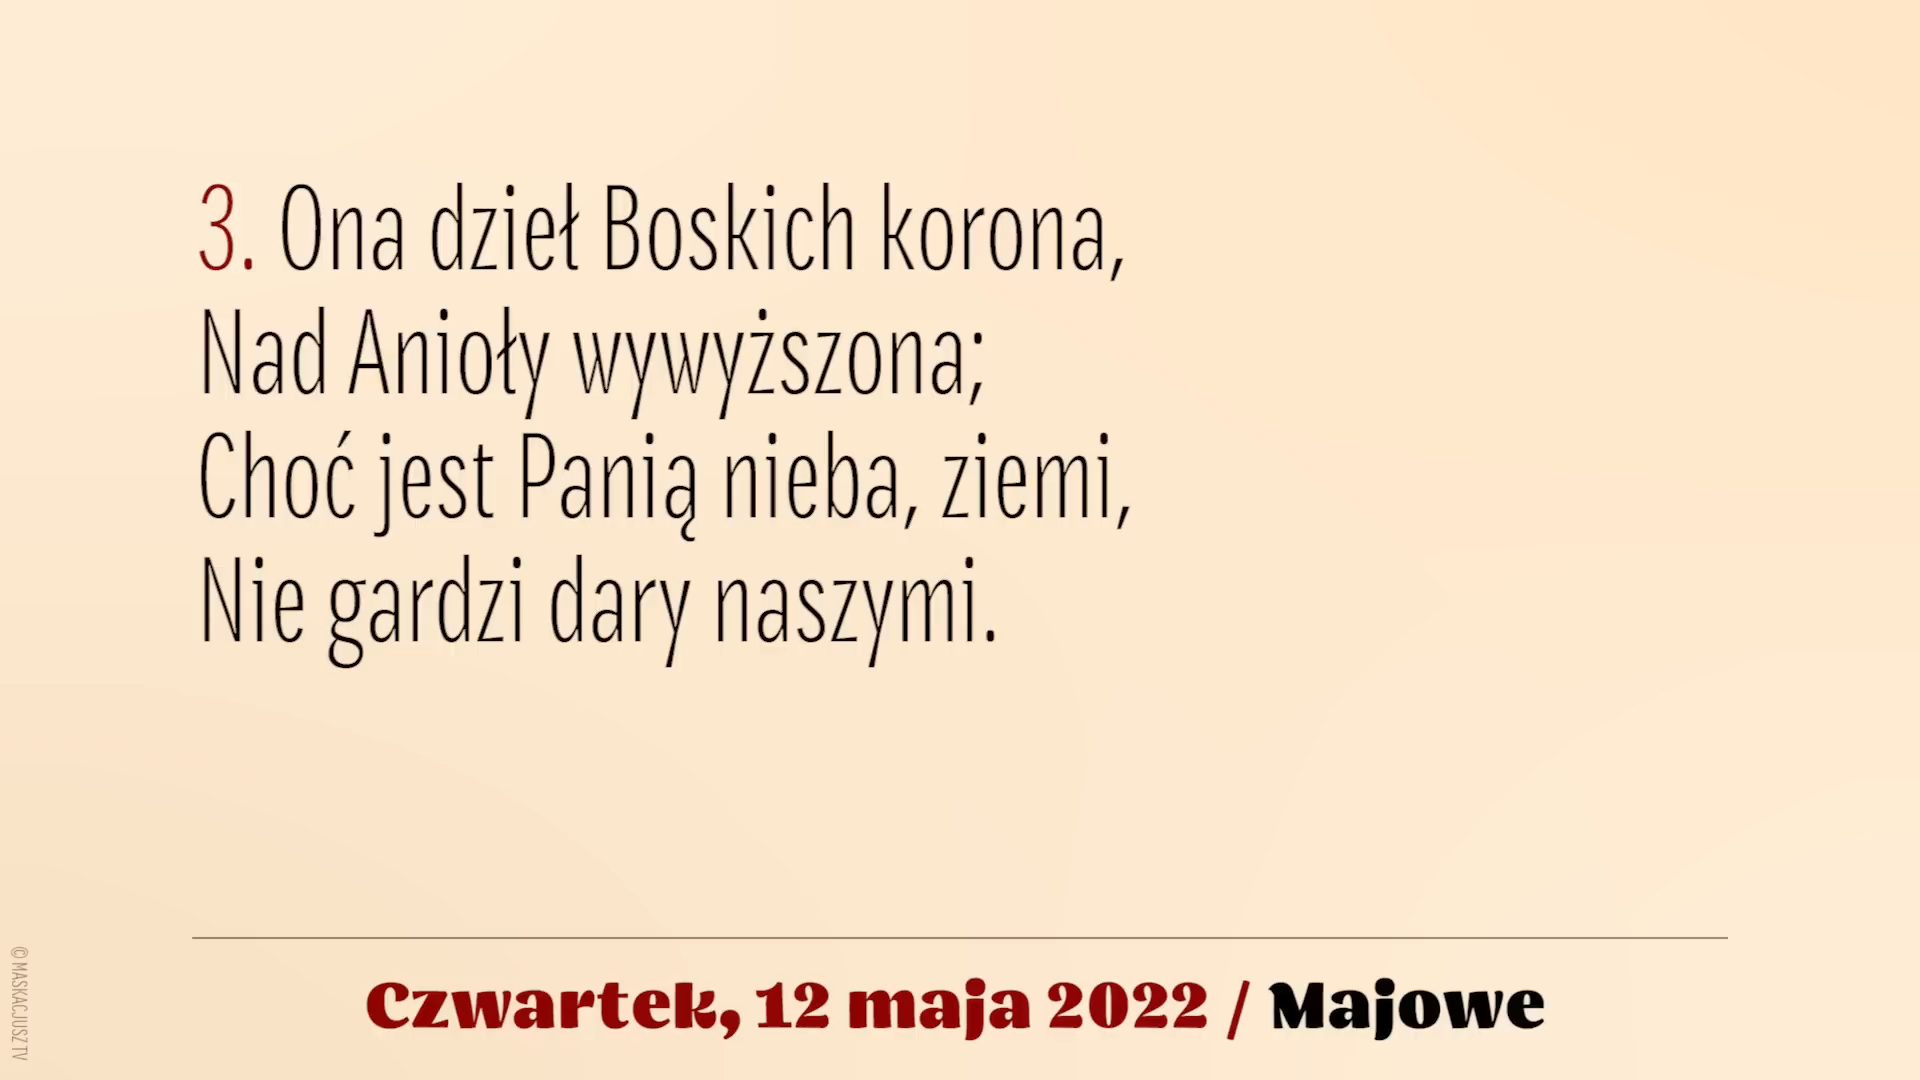 3. Ona dzieł Boskich korona,
Nad Anioły wywyższona;
Choć jest Panią nieba, ziemi,
Nie gardzi dary naszymi.
Czwartek, 12 maja 2022 / Majowe
© MASKACJUSZ TV